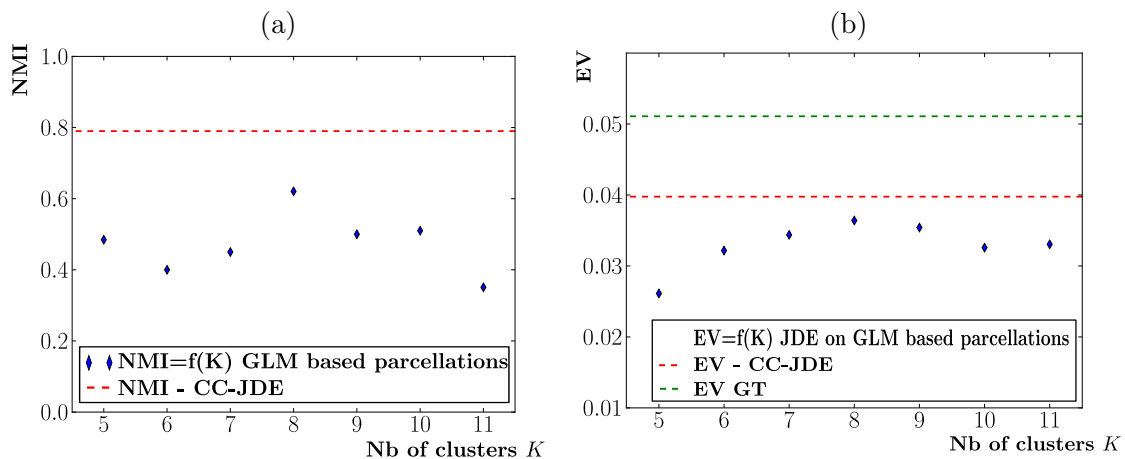 (a)
NMI
1.0
0.8
0.6
0.4
0.2
0.0
NMI=f(K) GLM based parcellations
NMI - CC-JDE
5 6 7 8 9 10 11
Nb of clusters K
(b)
EV
0.05
0.04
0.03
0.02
0.01
EV=f(K) JDE on GLM based parcellations
EV - CC-JDE
EV GT
5 6 7 8 9 10 11
Nb of clusters K